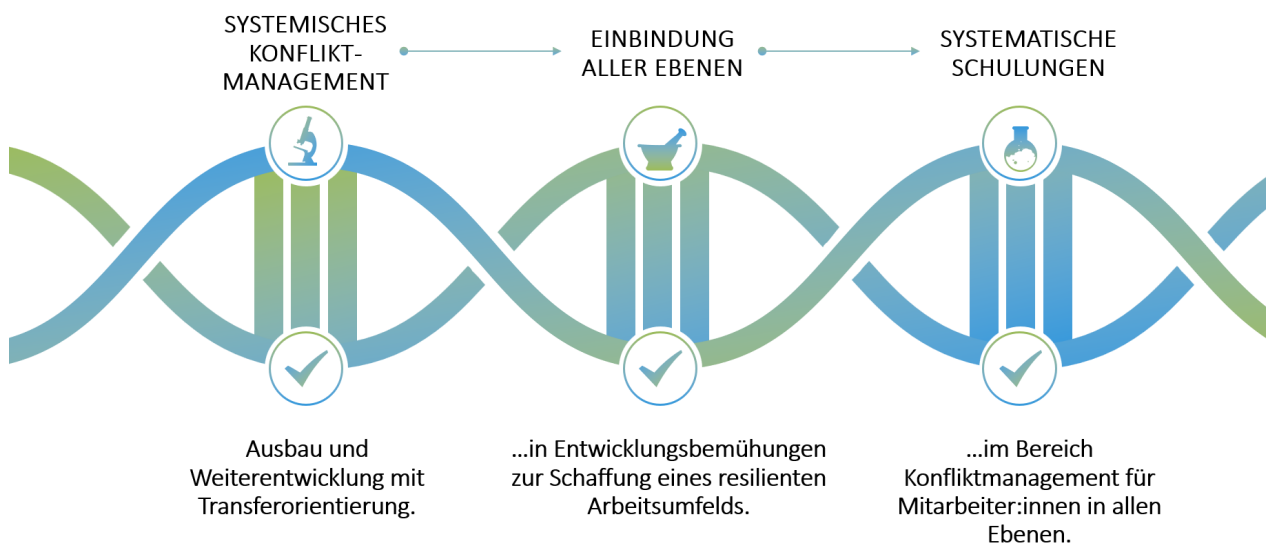 SYSTEMISCHES
KONFLIKT-
MANAGEMENT
EINBINDUNG
ALLER EBENEN
SYSTEMATISCHE
SCHULUNGEN
Ausbau und
Weiterentwicklung mit
Transferorientierung.
...in Entwicklungsbemühungen
zur Schaffung eines resilienten
Arbeitsumfelds.
...im Bereich
Konfliktmanagement für
Mitarbeiter:innen in allen
Ebenen.